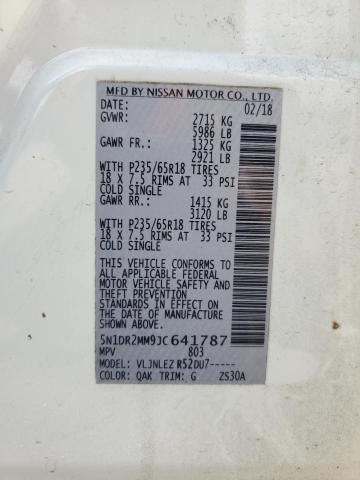 MFD BY NISSAN MOTOR CO., LTD.
DATE: 02/18
GVWR: 2715 KG
5986 LB
GAWR FR.: 1325 KG
2921 LB
WITH P235/65R18 TIRES
18 X 7.5 RIMS AT 33 PSI
COLD SINGLE
GAWR RR.: 1415 KG
3120 LB
WITH P235/65R18 TIRES
18 X 7.5 RIMS AT 33 PSI
COLD SINGLE
THIS VEHICLE CONFORMS TO
ALL APPLICABLE FEDERAL
MOTOR VEHICLE SAFETY AND
THEFT PREVENTION
STANDARDS IN EFFECT ON
THE DATE OF MANUFACTURE
SHOWN ABOVE.
5N1DR2MM9JC641787
MPV 803
MODEL: VLJNLEZ R52DU7-----
COLOR: QAK TRIM: G ZS30A